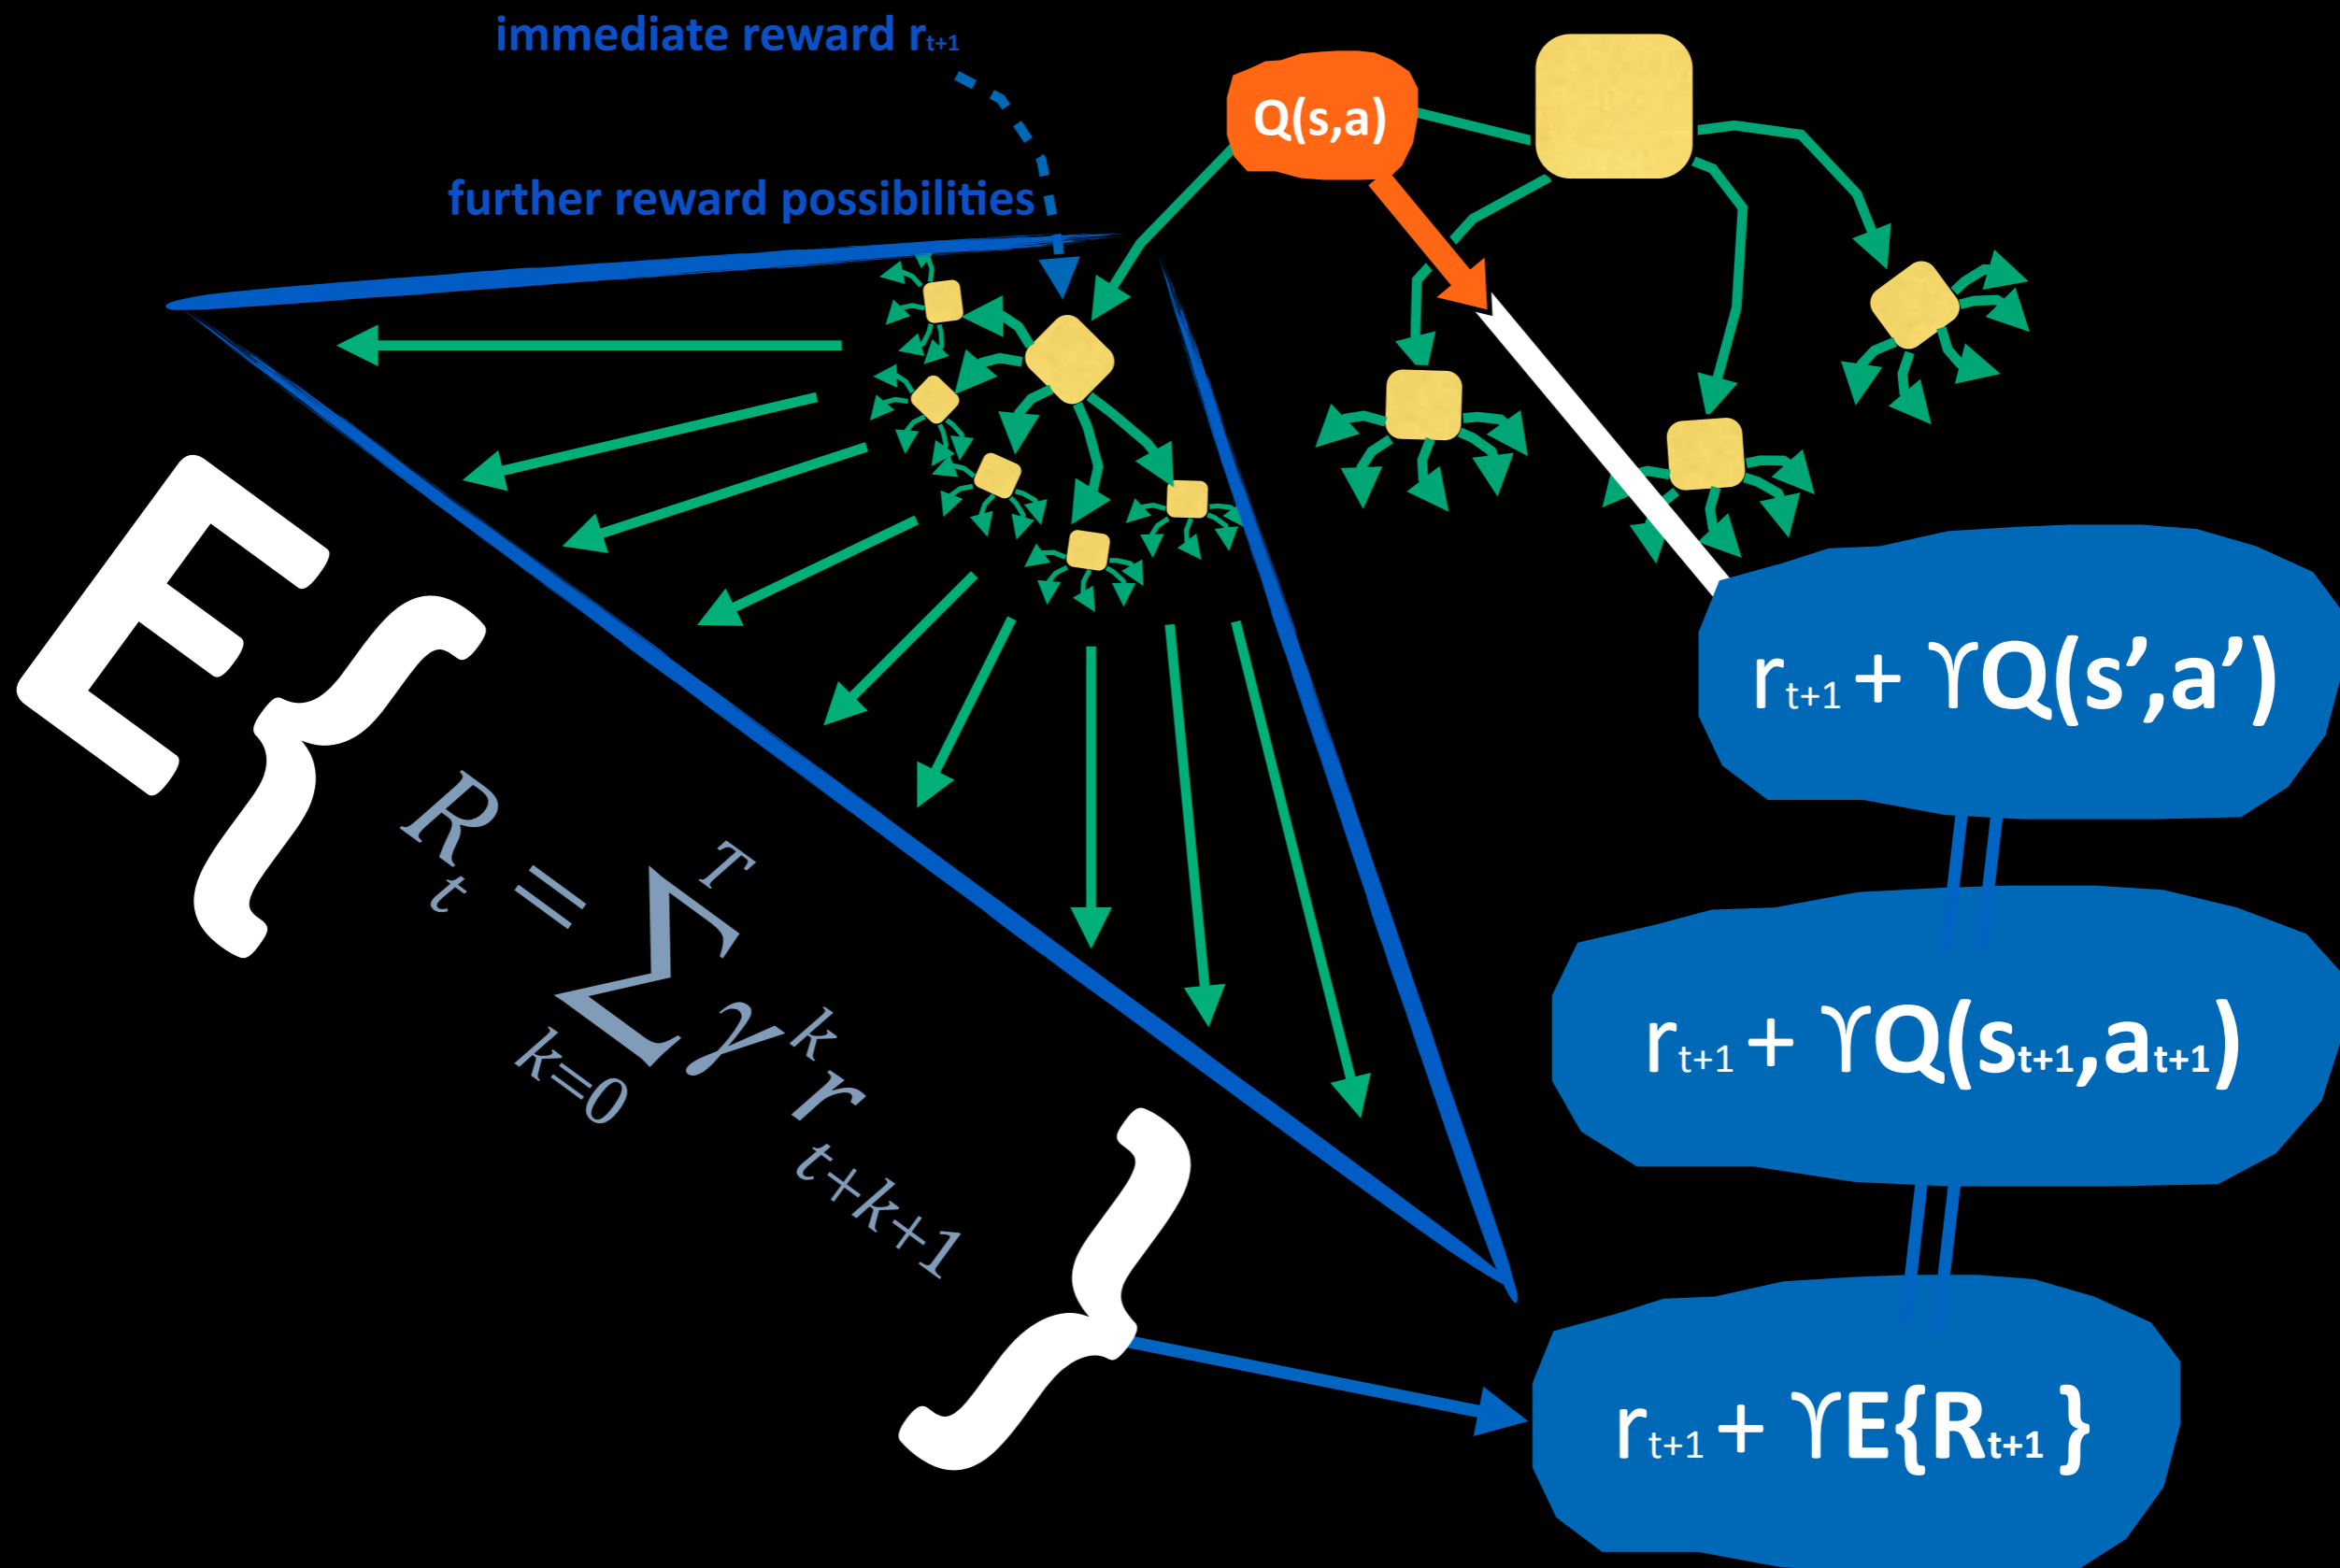 immediate reward rₜ₊₁
further reward possibilities
Q(s,a)
rₜ₊₁ + ϒQ(s′,a′)
rₜ₊₁ + ϒQ(sₜ₊₁,aₜ₊₁)
rₜ₊₁ + ϒE{Rₜ₊₁ }
E{
R_t = ∑_{k=0}^{T} γ^k r_{t+k+1}
}